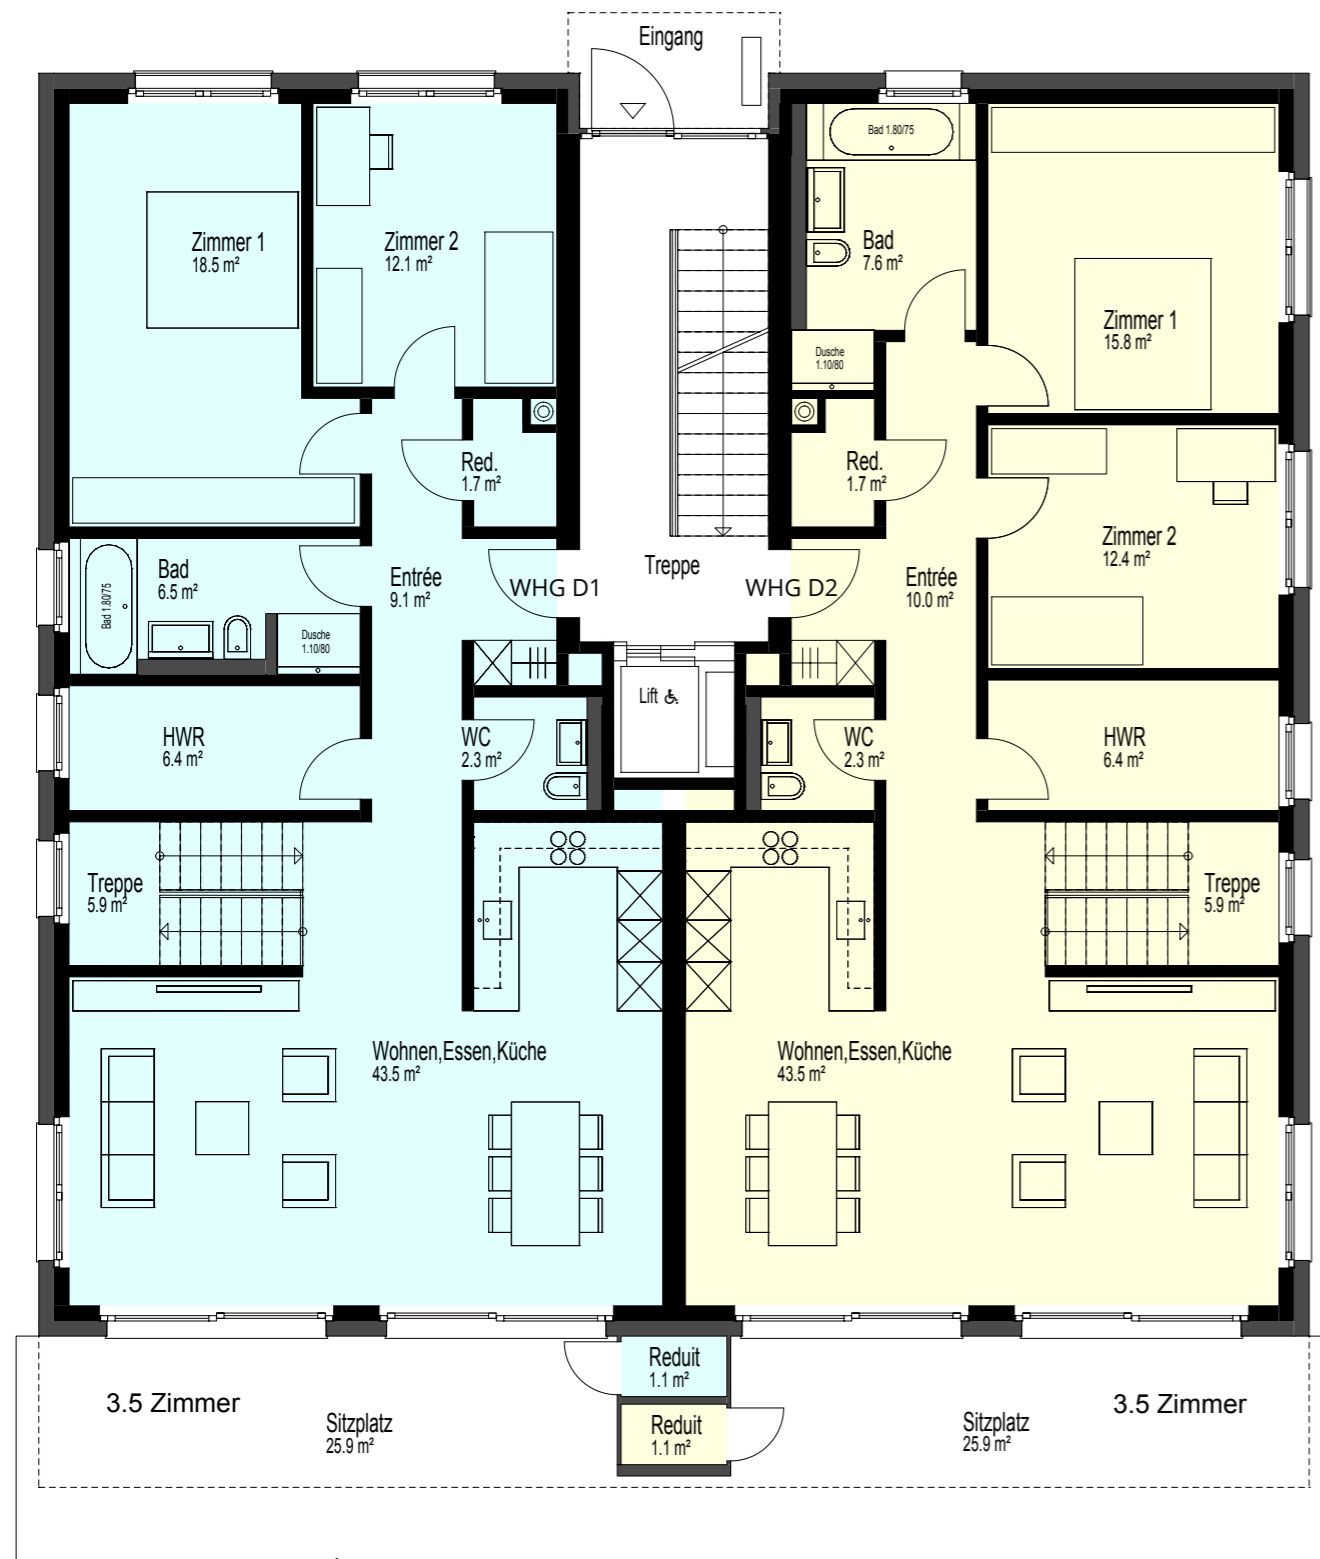 Eingang
Bad 1.80/75
Zimmer 1
18.5 m²
Zimmer 2
12.1 m²
Bad
7.6 m²
Zimmer 1
15.8 m²
Dusche
1.10/80
Red.
1.7 m²
Red.
1.7 m²
Zimmer 2
12.4 m²
Bad
6.5 m²
Bad 1.80/75
Dusche
1.10/80
Entrée
9.1 m²
WHG D1
Treppe
WHG D2
Entrée
10.0 m²
Lift
HWR
6.4 m²
WC
2.3 m²
WC
2.3 m²
HWR
6.4 m²
Treppe
5.9 m²
Treppe
5.9 m²
Wohnen,Essen,Küche
43.5 m²
Wohnen,Essen,Küche
43.5 m²
Reduit
1.1 m²
3.5 Zimmer
Sitzplatz
25.9 m²
Reduit
1.1 m²
Sitzplatz
25.9 m²
3.5 Zimmer